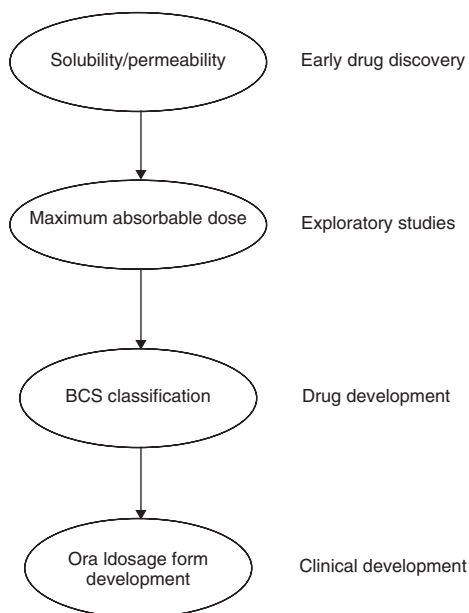 Solubility/permeability
Early drug discovery
Maximum absorbable dose
Exploratory studies
BCS classification
Drug development
Ora ldosage form
development
Clinical development